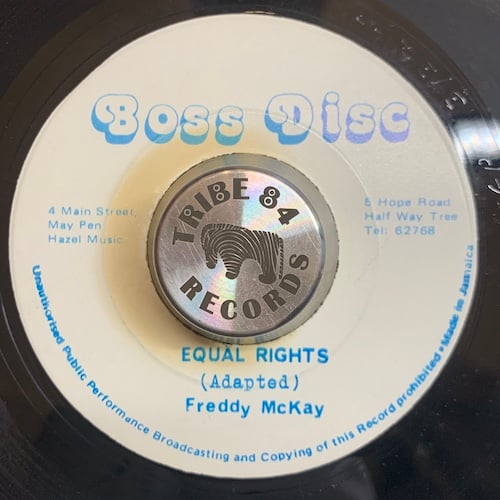 Boss Disc
4 Main Street,
May Pen
Hazel Music
5 Hope Road
Half Way Tree
Tel: 62768
TRIBE 84
RECORDS
EQUAL RIGHTS
(Adapted)
Freddy McKay
Unauthorised Public Performance Broadcasting and Copying of this Record prohibited • Made in Jamaica